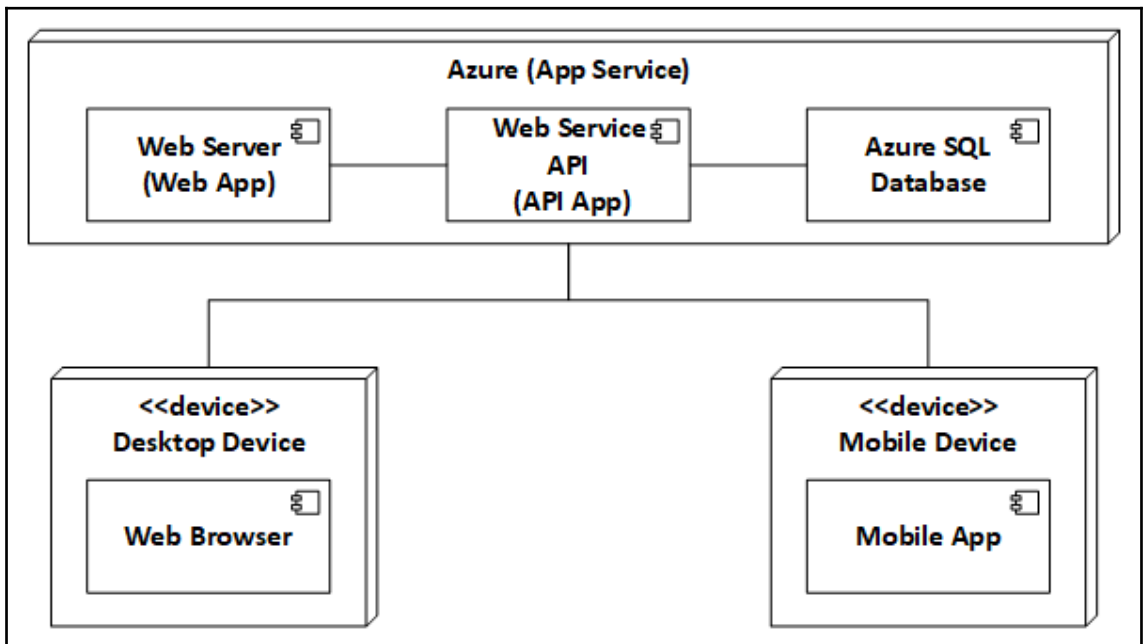 Azure (App Service)
Web Server
(Web App)
Web Service
API
(API App)
Azure SQL
Database
<<device>>
Desktop Device
Web Browser
<<device>>
Mobile Device
Mobile App